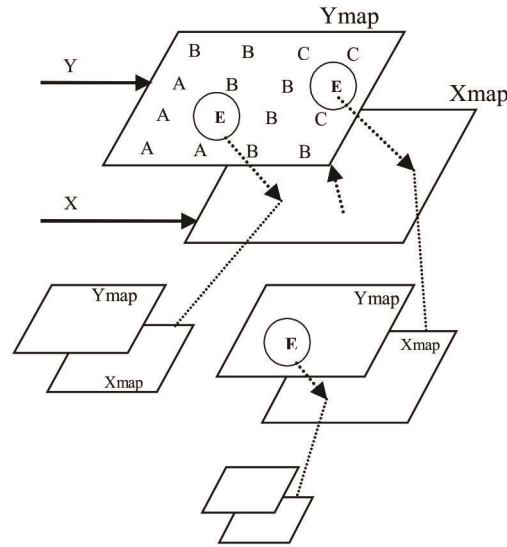 Ymap
B B C C
Y
A B B E
Xmap
A E B C
A A B B
X
Ymap
Ymap
Xmap
Xmap
E